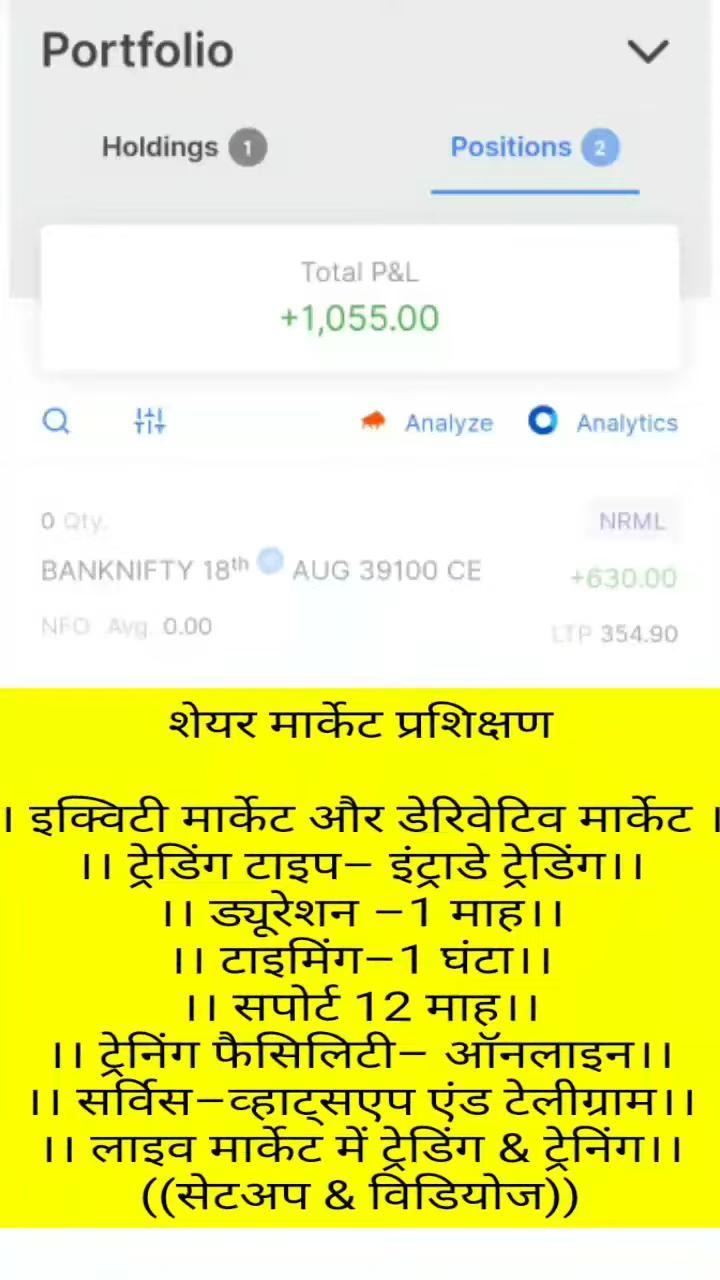 Portfolio
Holdings 1
Positions 2
Total P&L
+1,055.00
Analyze
Analytics
0 Qty.
NRML
BANKNIFTY 18th AUG 39100 CE
+630.00
NFO Avg. 0.00
LTP 354.90
शेयर मार्केट प्रशिक्षण
। इक्विटी मार्केट और डेरिवेटिव मार्केट ।
।। ट्रेडिंग टाइप– इंट्राडे ट्रेडिंग।।
।। ड्यूरेशन –1 माह।।
।। टाइमिंग–1 घंटा।।
।। सपोर्ट 12 माह।।
।। ट्रेनिंग फैसिलिटी– ऑनलाइन।।
।। सर्विस–व्हाट्सएप एंड टेलीग्राम।।
।। लाइव मार्केट में ट्रेडिंग & ट्रेनिंग।।
((सेटअप & विडियोज))